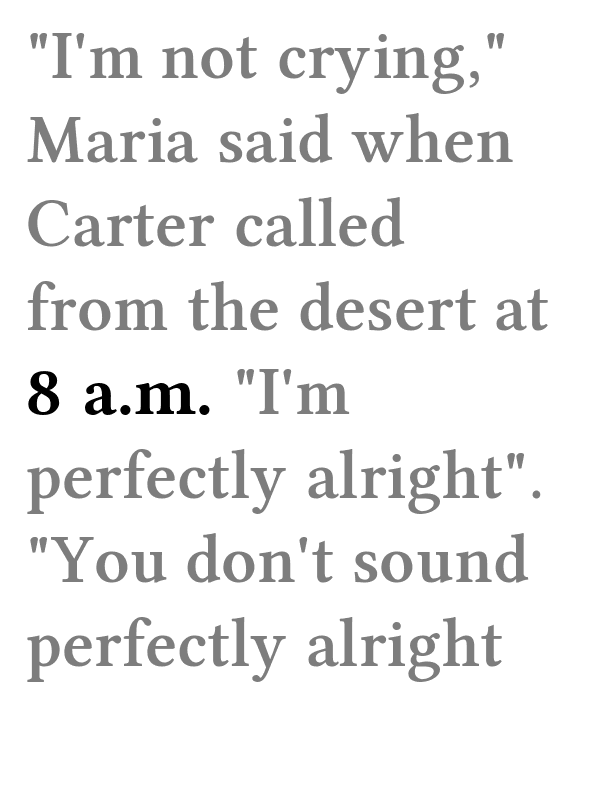 "I'm not crying,"
Maria said when
Carter called
from the desert at
8 a.m. "I'm
perfectly alright".
"You don't sound
perfectly alright